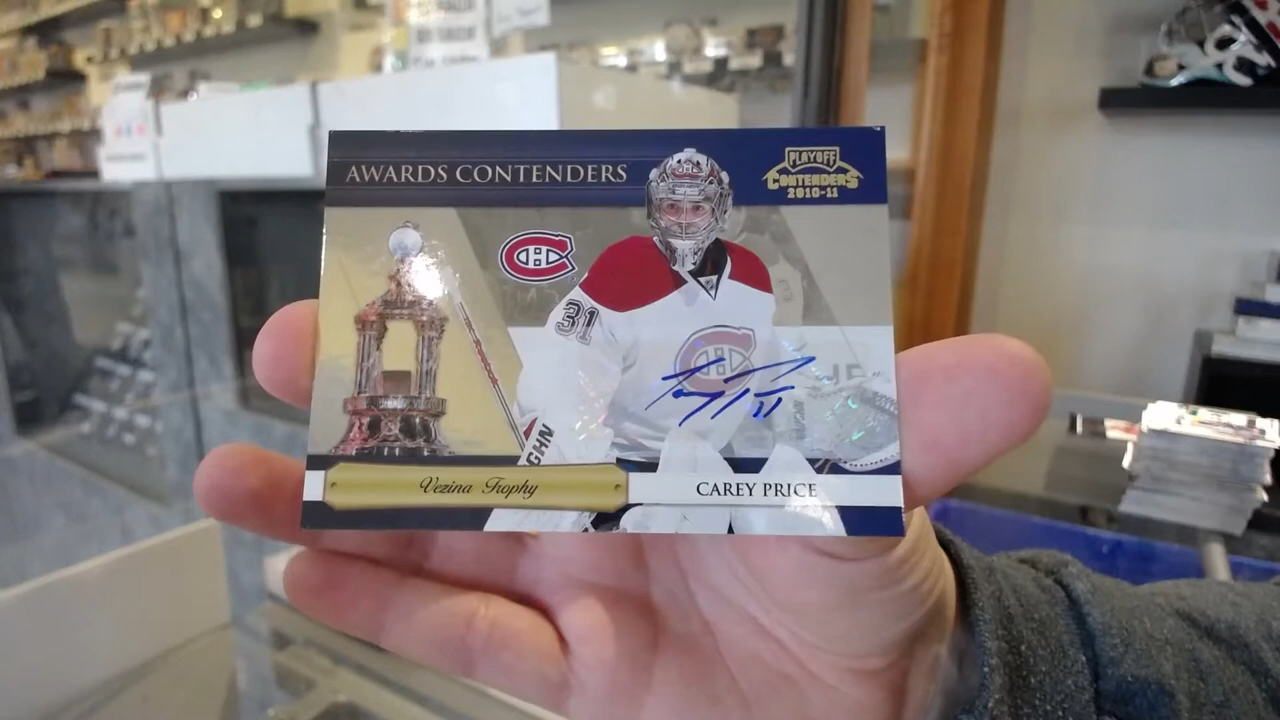 AWARDS CONTENDERS
PLAYOFF
CONTENDERS
2010-11
31
Vezina Trophy
CAREY PRICE